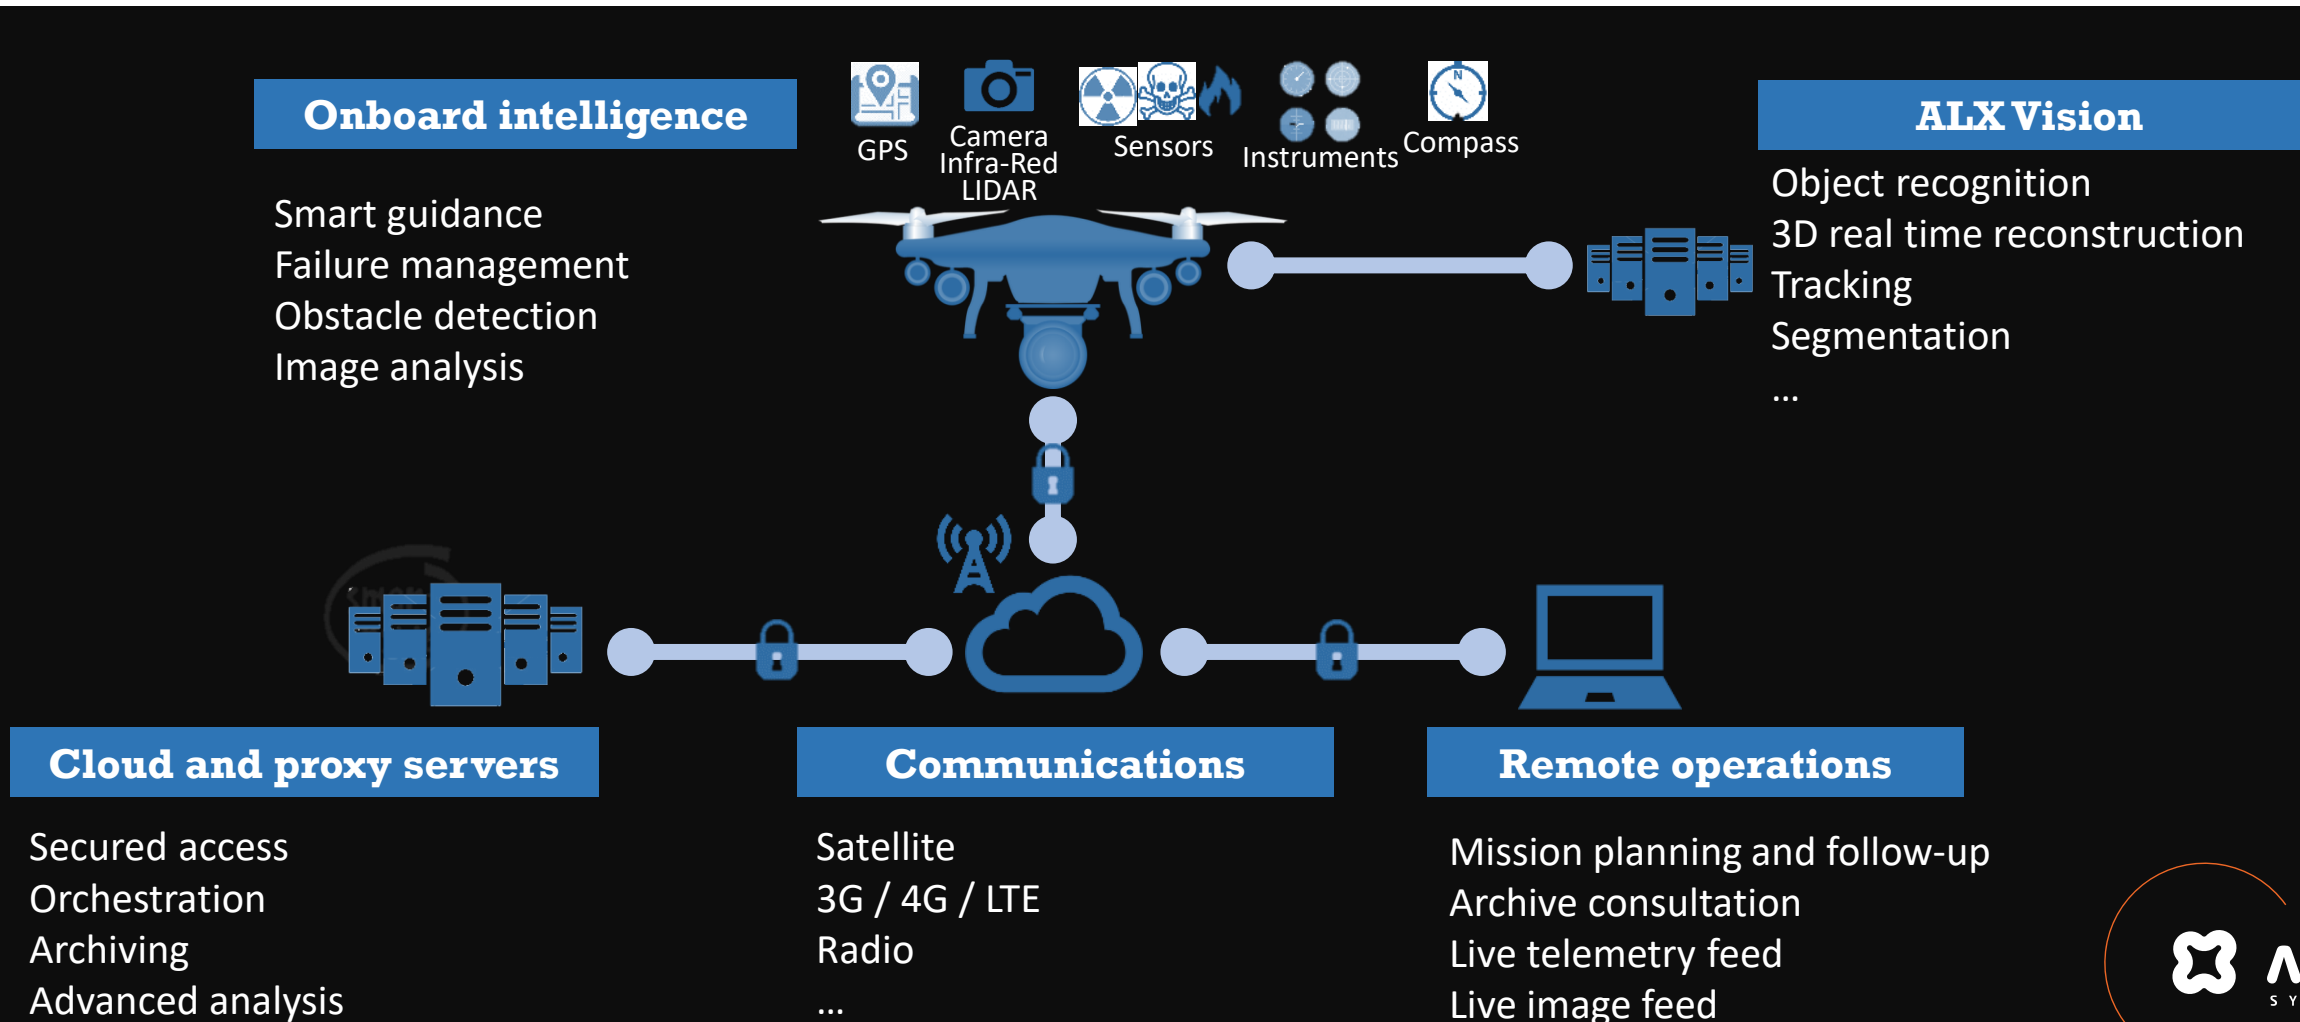 Onboard intelligence
Smart guidance
Failure management
Obstacle detection
Image analysis
GPS
Camera
Infra-Red
LIDAR
Sensors
Instruments
N
Compass
ALX Vision
Object recognition
3D real time reconstruction
Tracking
Segmentation
...
Cloud and proxy servers
Secured access
Orchestration
Archiving
Advanced analysis
Communications
Satellite
3G / 4G / LTE
Radio
...
Remote operations
Mission planning and follow-up
Archive consultation
Live telemetry feed
Live image feed